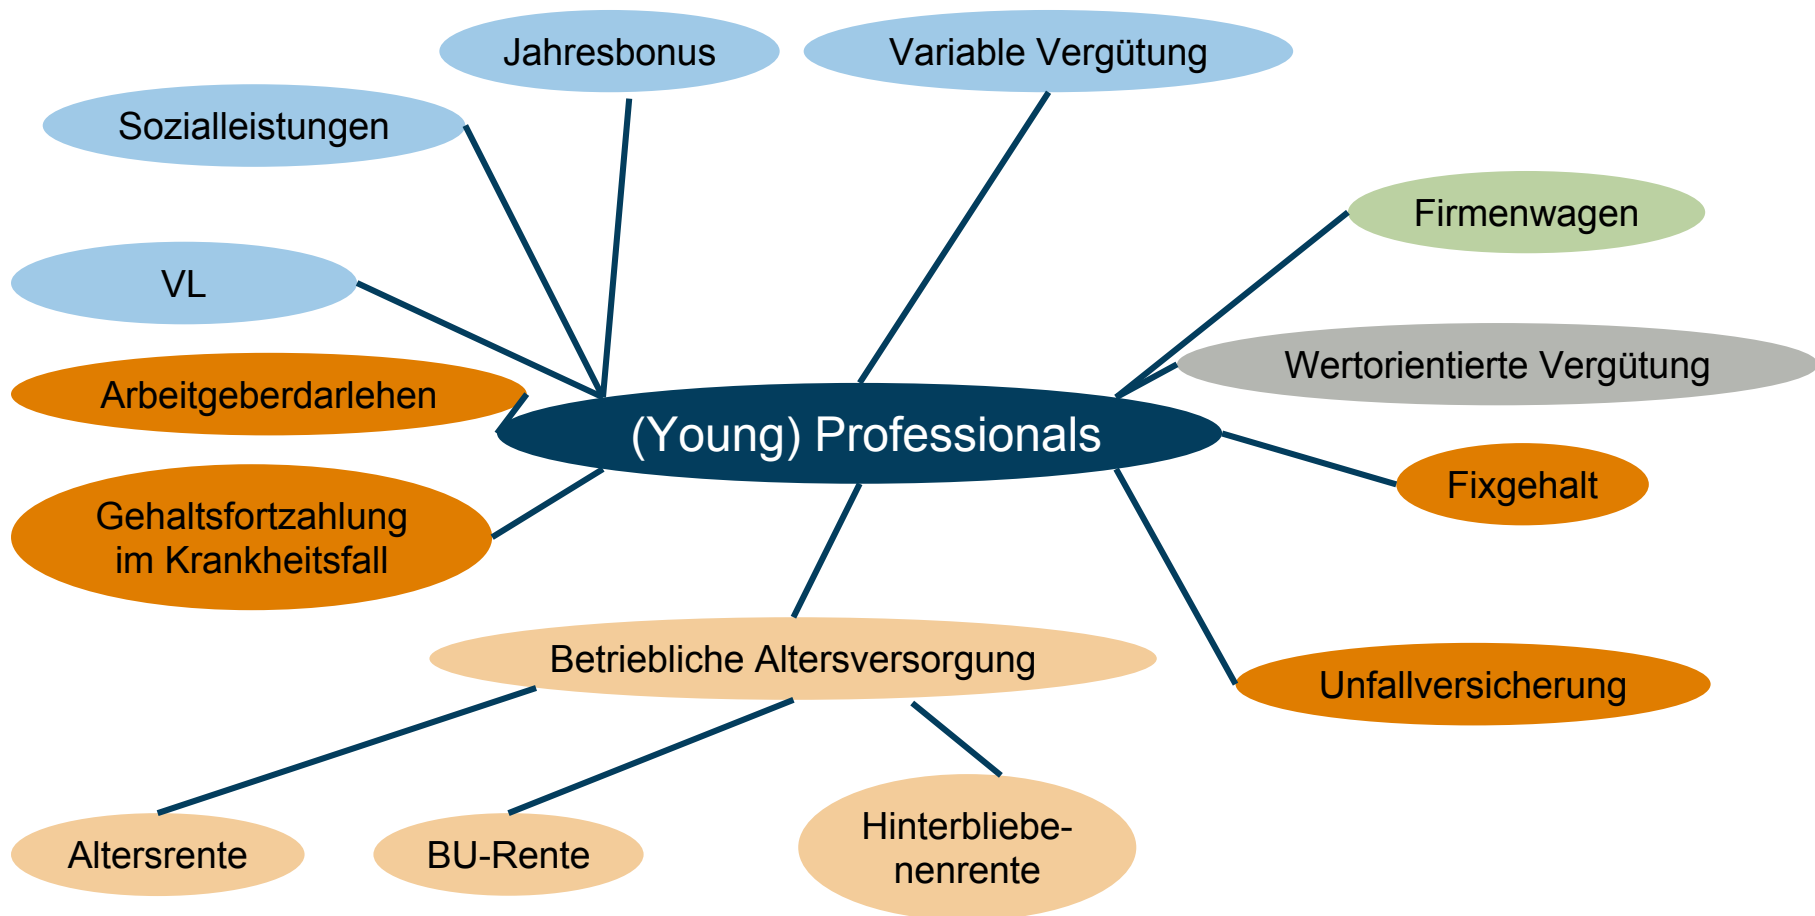 Jahresbonus
Variable Vergütung
Sozialleistungen
Firmenwagen
VL
Wertorientierte Vergütung
Arbeitgeberdarlehen
(Young) Professionals
Fixgehalt
Gehaltsfortzahlung
im Krankheitsfall
Betriebliche Altersversorgung
Unfallversicherung
Altersrente
BU-Rente
Hinterbliebe-
nenrente